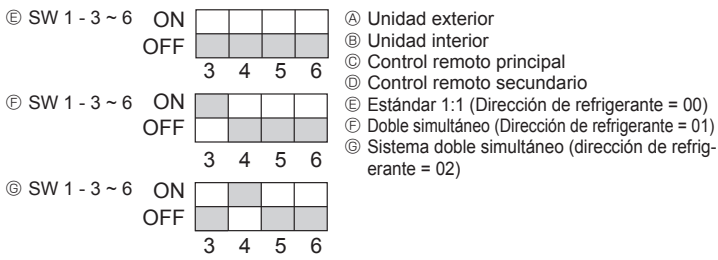 Ⓔ SW 1 - 3 ~ 6 ON
OFF
3 4 5 6
Ⓕ SW 1 - 3 ~ 6 ON
OFF
3 4 5 6
Ⓖ SW 1 - 3 ~ 6 ON
OFF
3 4 5 6
Ⓐ Unidad exterior
Ⓑ Unidad interior
Ⓒ Control remoto principal
Ⓓ Control remoto secundario
Ⓔ Estándar 1:1 (Dirección de refrigerante = 00)
Ⓕ Doble simultáneo (Dirección de refrigerante = 01)
Ⓖ Sistema doble simultáneo (dirección de refrig-
erante = 02)